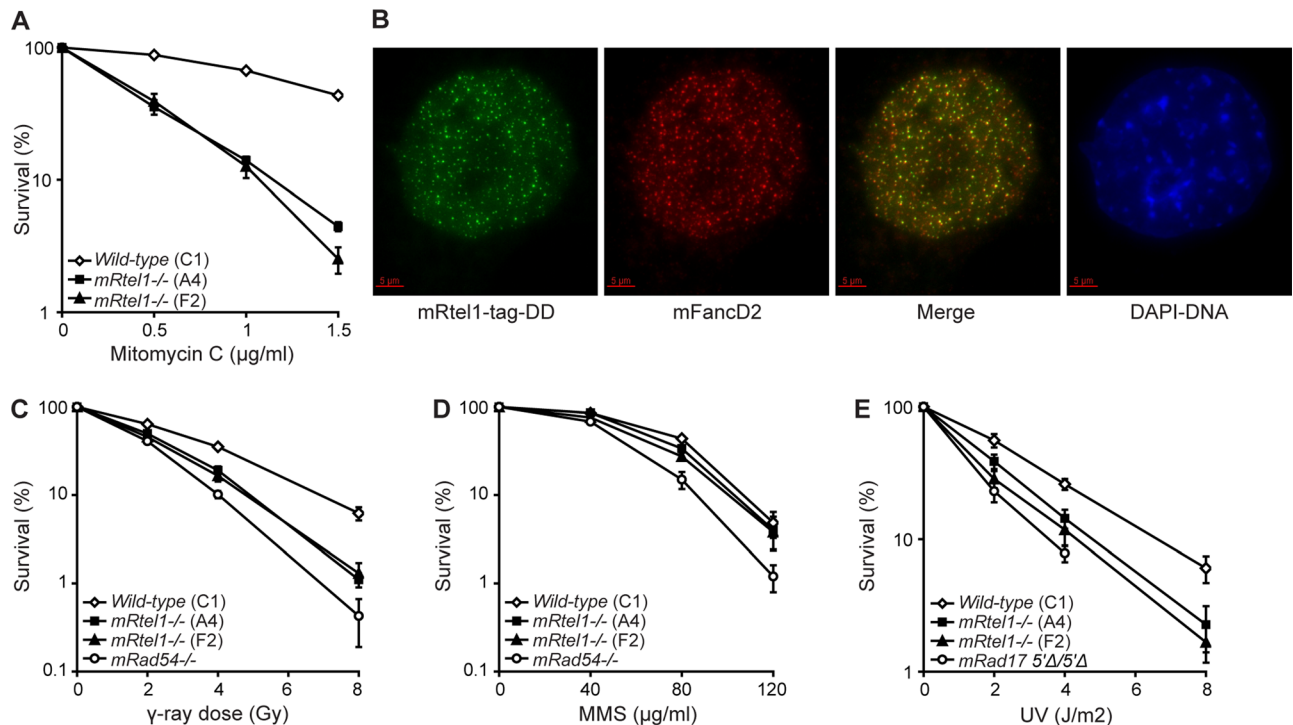 A
100
10
1
0
0.5
1
1.5
Survival (%)
Mitomycin C (µg/ml)
Wild-type (C1)
mRtel1-/- (A4)
mRtel1-/- (F2)
B
5 µm
5 µm
5 µm
5 µm
mRtel1-tag-DD
mFancD2
Merge
DAPI-DNA
C
100
10
1
0.1
0
2
4
6
8
Survival (%)
γ-ray dose (Gy)
Wild-type (C1)
mRtel1-/- (A4)
mRtel1-/- (F2)
mRad54-/-
D
100
10
1
0.1
0
40
80
120
Survival (%)
MMS (µg/ml)
Wild-type (C1)
mRtel1-/- (A4)
mRtel1-/- (F2)
mRad54-/-
E
100
10
1
0
2
4
6
8
Survival (%)
UV (J/m2)
Wild-type (C1)
mRtel1-/- (A4)
mRtel1-/- (F2)
mRad17 5'Δ/5'Δ